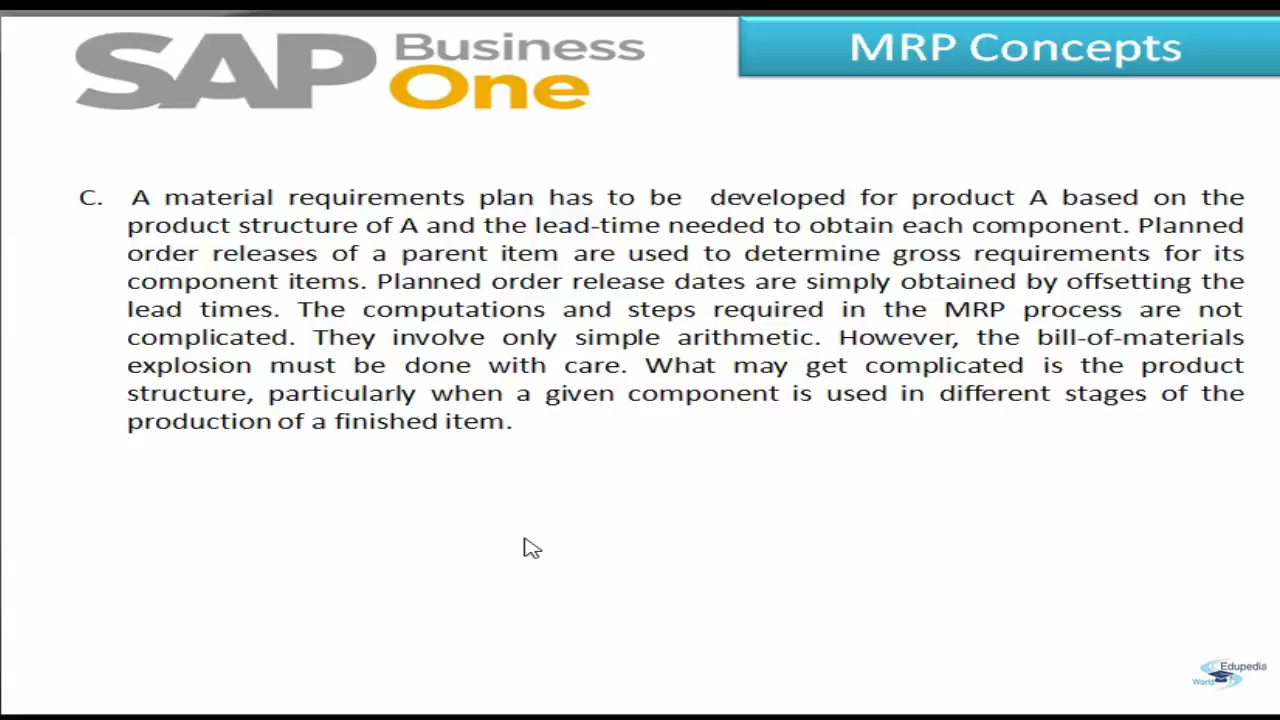 SAP Business One
MRP Concepts
C. A material requirements plan has to be developed for product A based on the
product structure of A and the lead-time needed to obtain each component. Planned
order releases of a parent item are used to determine gross requirements for its
component items. Planned order release dates are simply obtained by offsetting the
lead times. The computations and steps required in the MRP process are not
complicated. They involve only simple arithmetic. However, the bill-of-materials
explosion must be done with care. What may get complicated is the product
structure, particularly when a given component is used in different stages of the
production of a finished item.
Edupedia
World